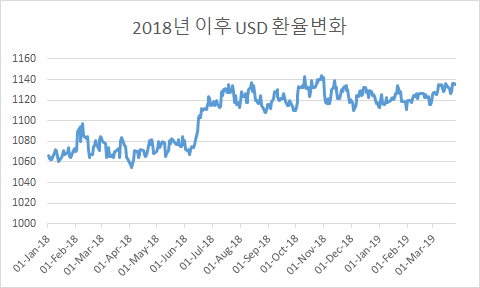 2018년 이후 USD 환율변화
1160
1140
1120
1100
1080
1060
1040
1020
1000
01-Jan-18
01-Feb-18
01-Mar-18
01-Apr-18
01-May-18
01-Jun-18
01-Jul-18
01-Aug-18
01-Sep-18
01-Oct-18
01-Nov-18
01-Dec-18
01-Jan-19
01-Feb-19
01-Mar-19